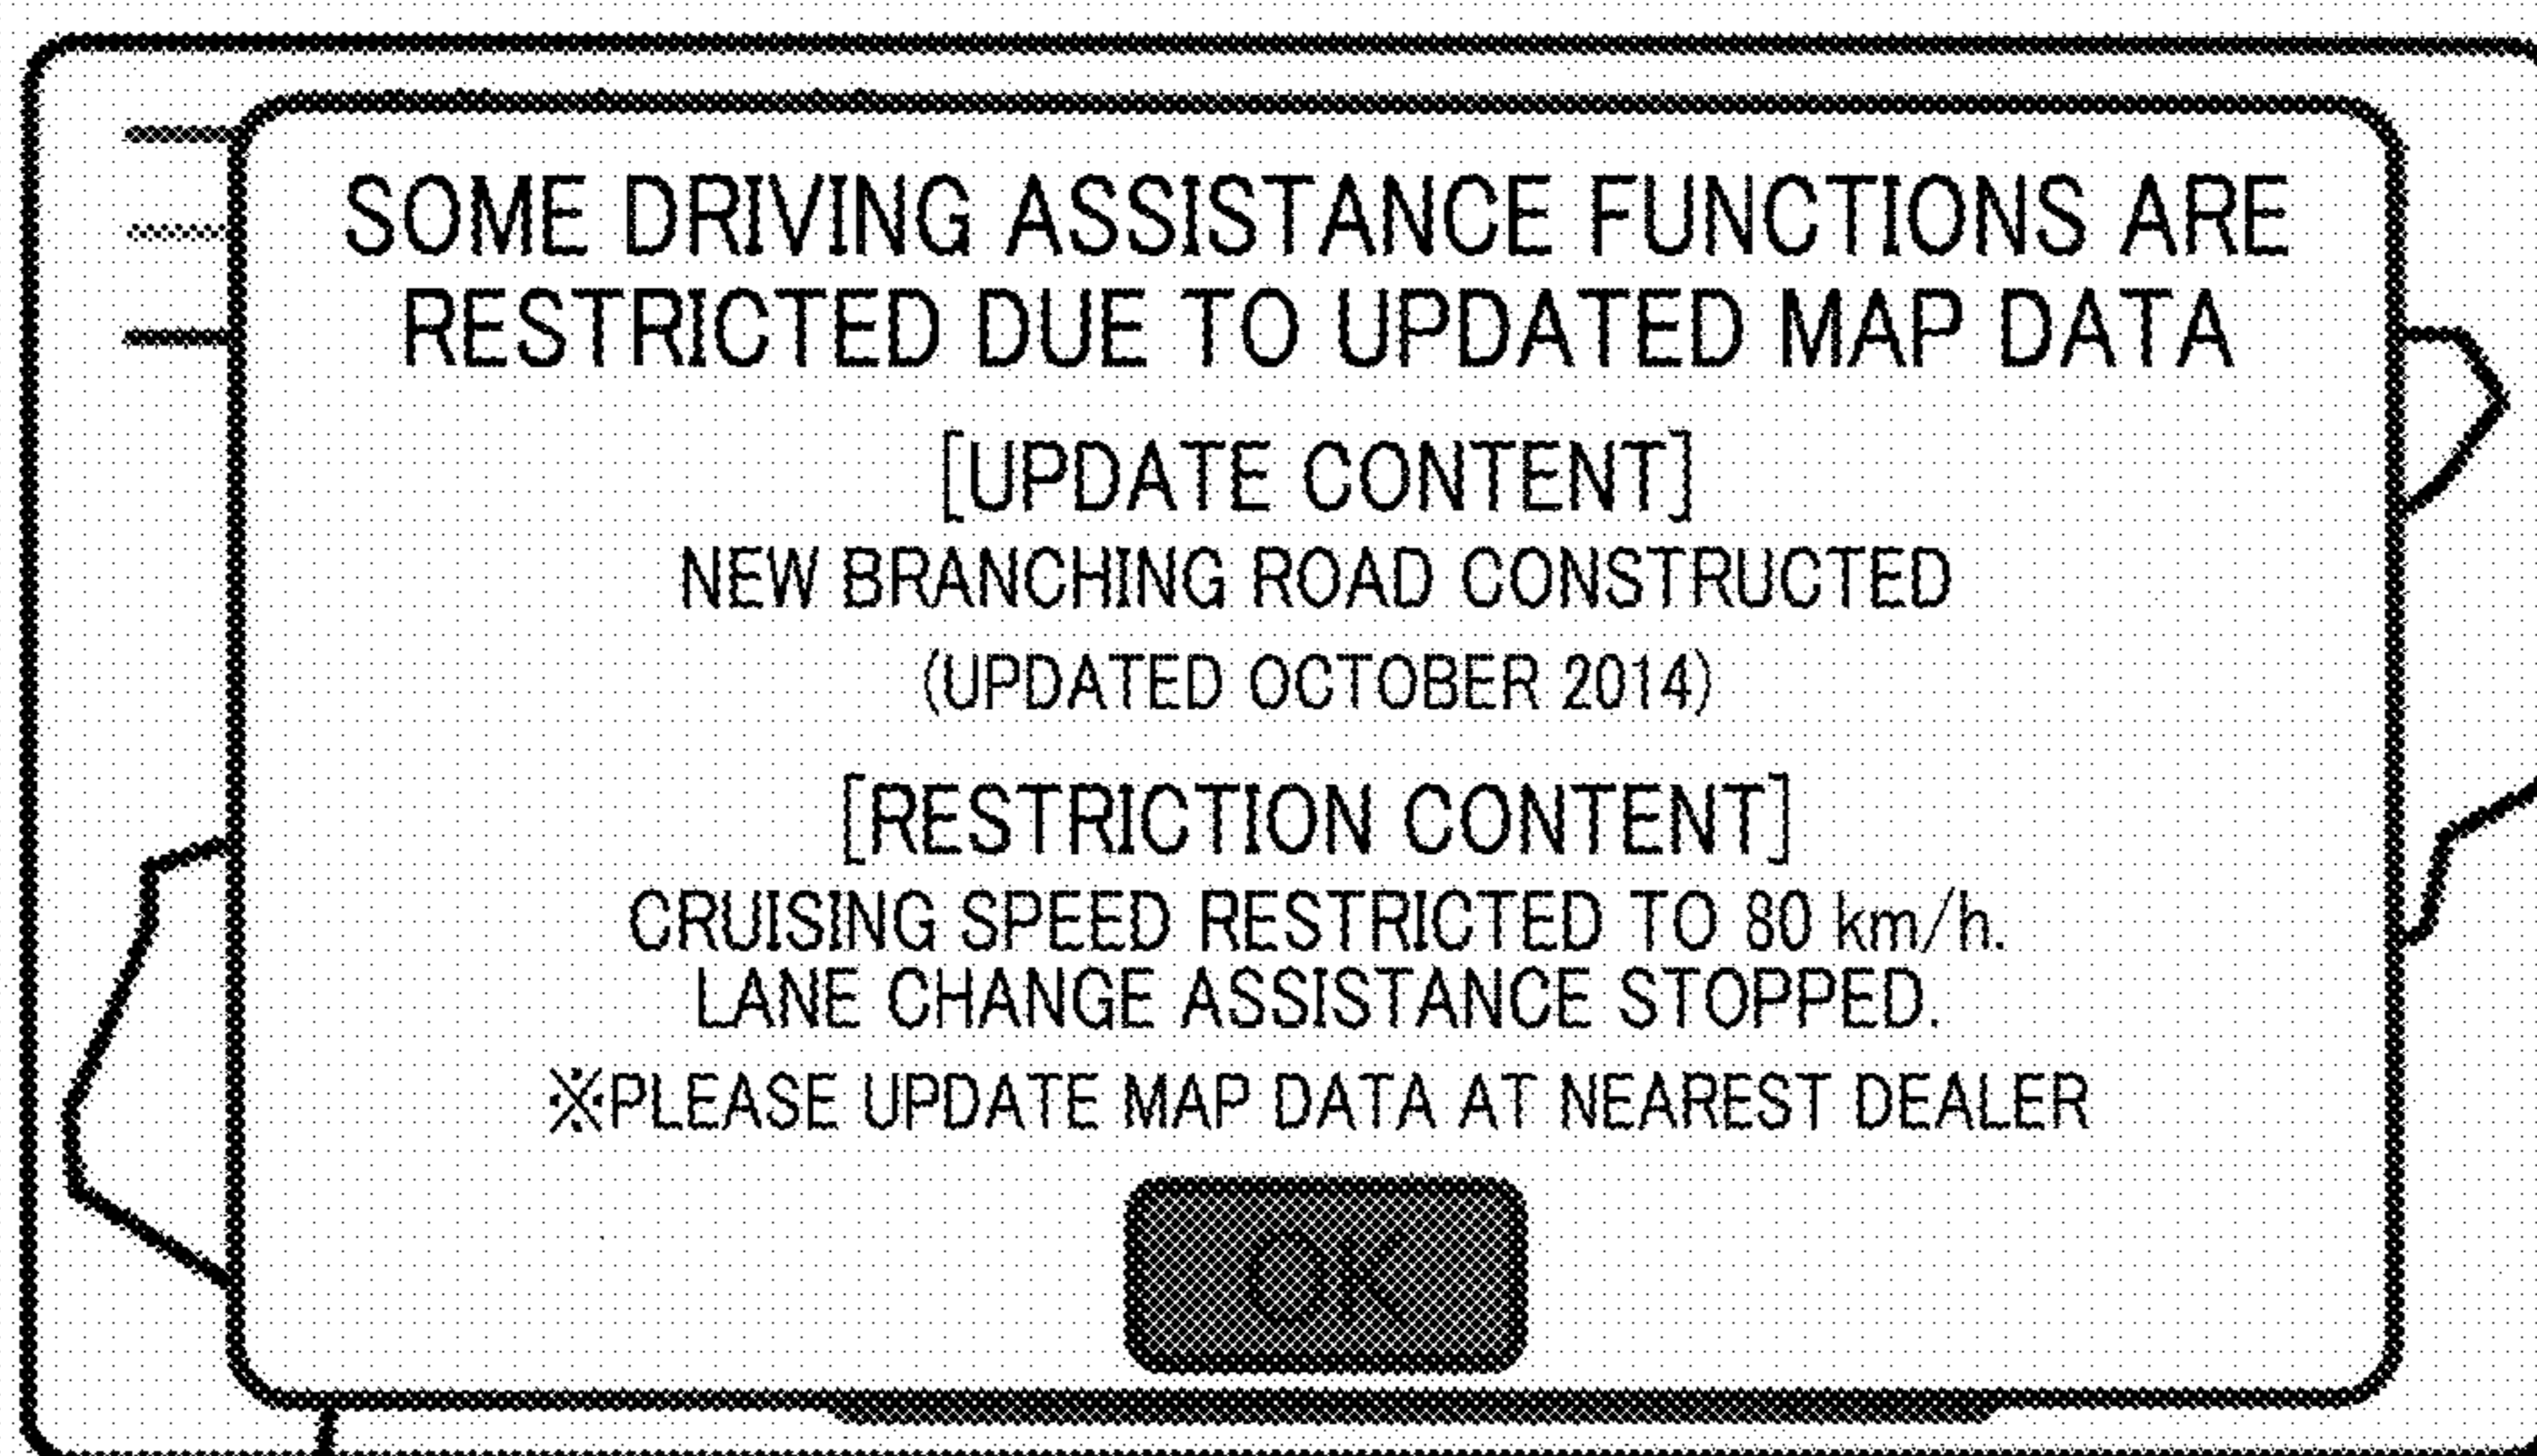 SOME DRIVING ASSISTANCE FUNCTIONS ARE
RESTRICTED DUE TO UPDATED MAP DATA
[UPDATE CONTENT]
NEW BRANCHING ROAD CONSTRUCTED
(UPDATED OCTOBER 2014)
[RESTRICTION CONTENT]
CRUISING SPEED RESTRICTED TO 80 km/h.
LANE CHANGE ASSISTANCE STOPPED.
※PLEASE UPDATE MAP DATA AT NEAREST DEALER
OK